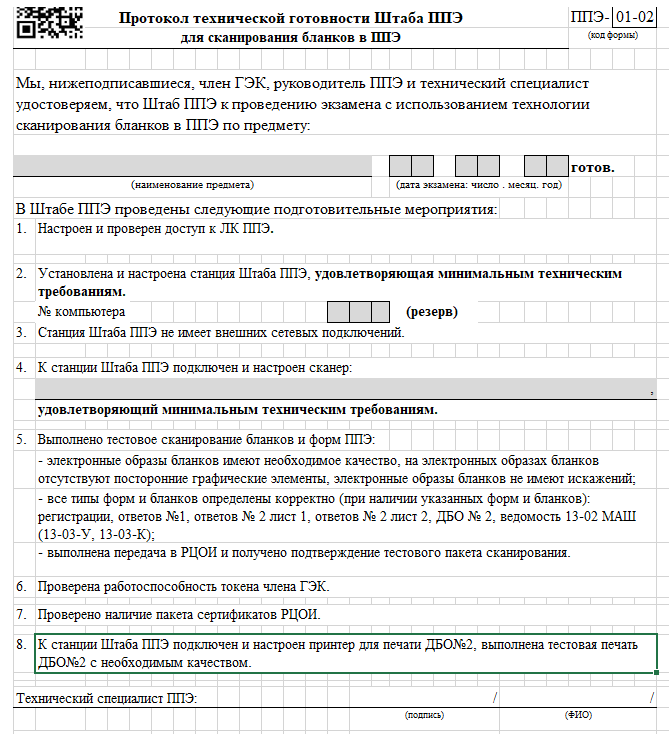 Протокол технической готовности Штаба ППЭ
для сканирования бланков в ППЭ
ППЭ- 01-02
(код формы)
Мы, нижеподписавшиеся, член ГЭК, руководитель ППЭ и технический специалист
удостоверяем, что Штаб ППЭ к проведению экзамена с использованием технологии
сканирования бланков в ППЭ по предмету:
готов.
(наименование предмета)
(дата экзамена: число . месяц. год)
В Штабе ППЭ проведены следующие подготовительные мероприятия:
1. Настроен и проверен доступ к ЛК ППЭ.
2. Установлена и настроена станция Штаба ППЭ, удовлетворяющая минимальным техническим
требованиям.
№ компьютера (резерв)
3. Станция Штаба ППЭ не имеет внешних сетевых подключений.
4. К станции Штаба ППЭ подключен и настроен сканер:
,
удовлетворяющий минимальным техническим требованиям.
5. Выполнено тестовое сканирование бланков и форм ППЭ:
- электронные образы бланков имеют необходимое качество, на электронных образах бланков
отсутствуют посторонние графические элементы, электронные образы бланков не имеют искажений;
- все типы форм и бланков определены корректно (при наличии указанных форм и бланков):
регистрации, ответов №1, ответов № 2 лист 1, ответов № 2 лист 2, ДБО № 2, ведомость 13-02 МАШ
(13-03-У, 13-03-К);
- выполнена передача в РЦОИ и получено подтверждение тестового пакета сканирования.
6. Проверена работоспособность токена члена ГЭК.
7. Проверено наличие пакета сертификатов РЦОИ.
8. К станции Штаба ППЭ подключен и настроен принтер для печати ДБО№2, выполнена тестовая печать
ДБО№2 с необходимым качеством.
Технический специалист ППЭ: / /
(подпись) (ФИО)